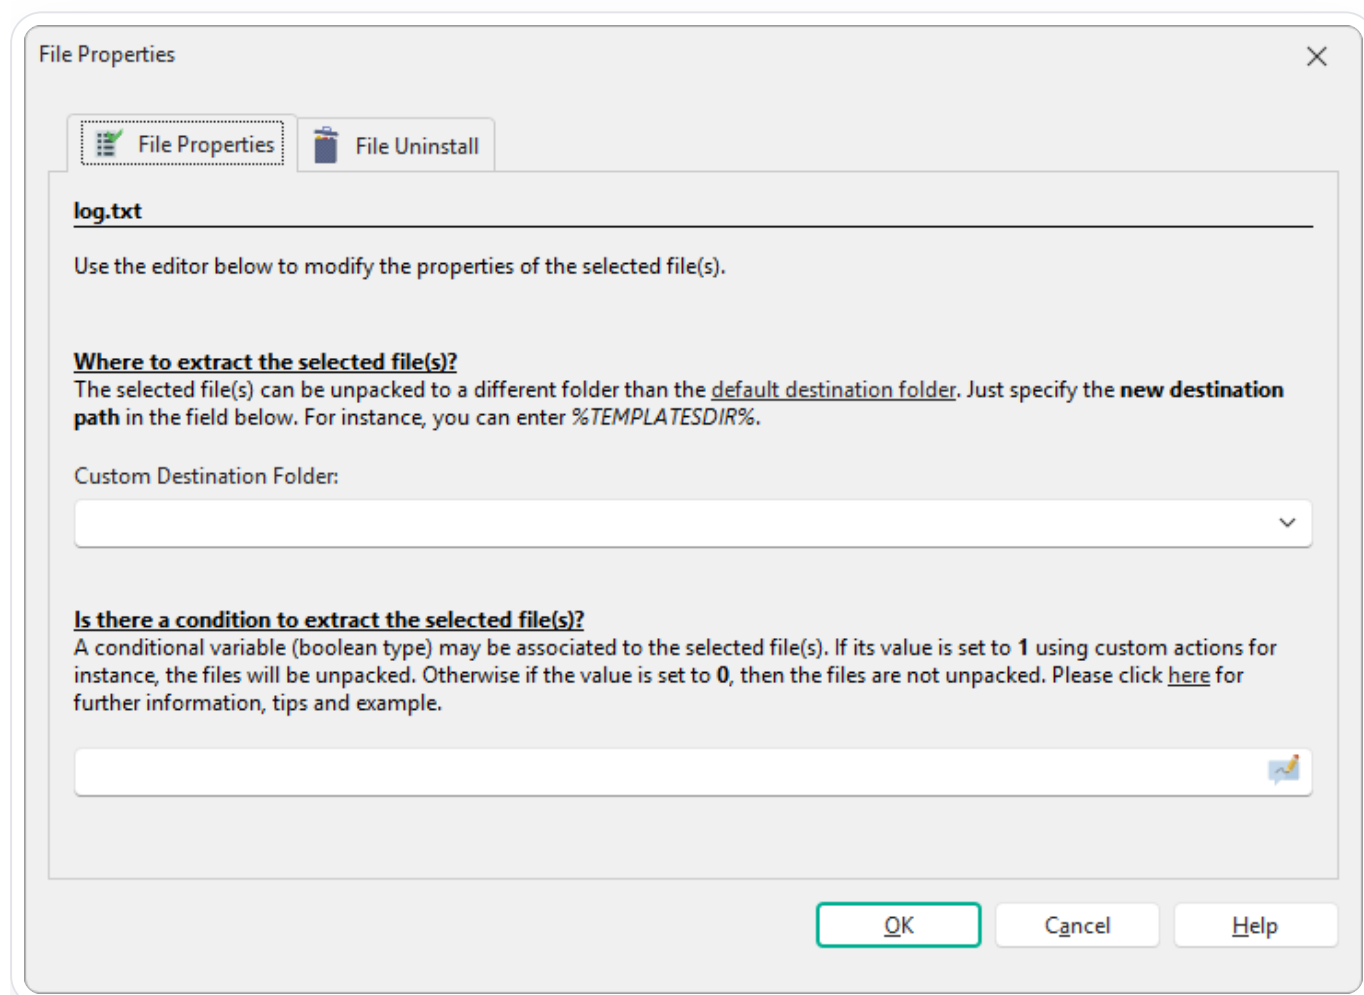 File Properties
File Properties
File Uninstall
log.txt
Use the editor below to modify the properties of the selected file(s).
Where to extract the selected file(s)?
The selected file(s) can be unpacked to a different folder than the default destination folder. Just specify the new destination
path in the field below. For instance, you can enter %TEMPLATESDIR%.
Custom Destination Folder:
Is there a condition to extract the selected file(s)?
A conditional variable (boolean type) may be associated to the selected file(s). If its value is set to 1 using custom actions for
instance, the files will be unpacked. Otherwise if the value is set to 0, then the files are not unpacked. Please click here for
further information, tips and example.
OK
Cancel
Help